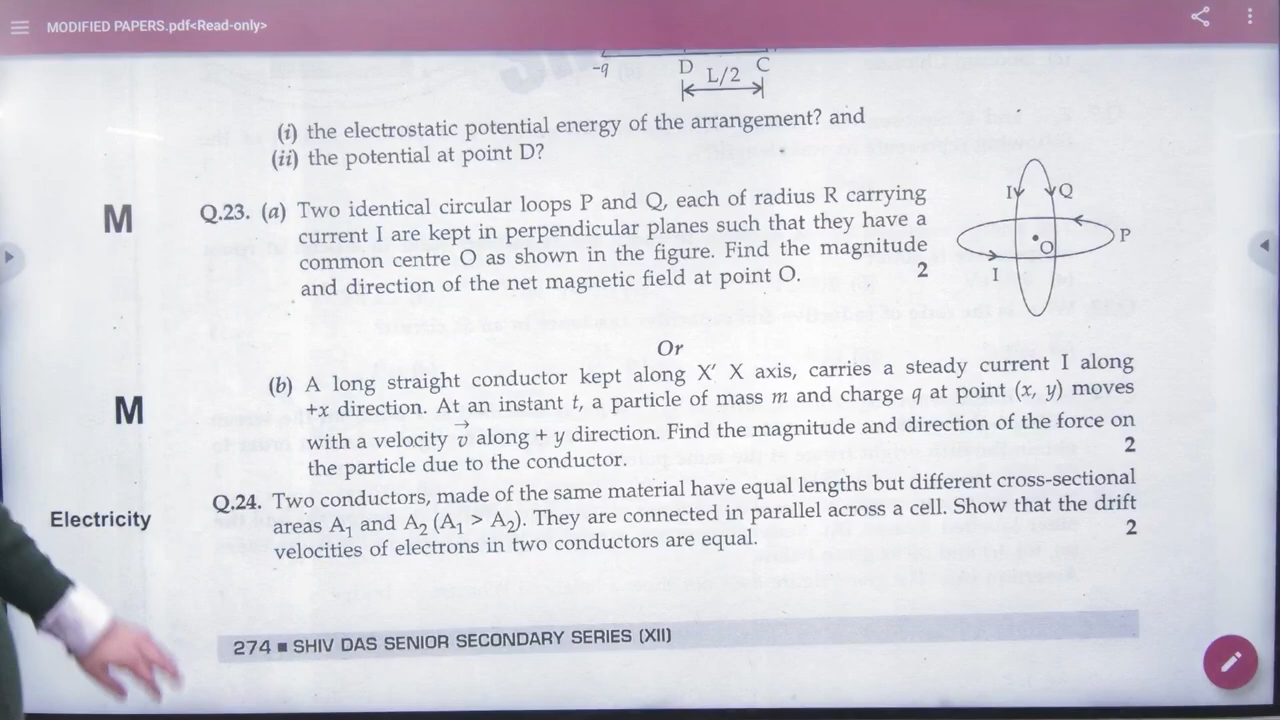 MODIFIED PAPERS.pdf<Read-only>
-q D L/2 C
(i) the electrostatic potential energy of the arrangement? and
(ii) the potential at point D?
M
Q.23. (a) Two identical circular loops P and Q, each of radius R carrying
current I are kept in perpendicular planes such that they have a
common centre O as shown in the figure. Find the magnitude
and direction of the net magnetic field at point O. 2
I Q
P
O
I
Or
M
(b) A long straight conductor kept along X′ X axis, carries a steady current I along
+x direction. At an instant t, a particle of mass m and charge q at point (x, y) moves
with a velocity v⃗ along + y direction. Find the magnitude and direction of the force on
the particle due to the conductor. 2
Electricity
Q.24. Two conductors, made of the same material have equal lengths but different cross-sectional
areas A₁ and A₂ (A₁ > A₂). They are connected in parallel across a cell. Show that the drift
velocities of electrons in two conductors are equal. 2
274 ■ SHIV DAS SENIOR SECONDARY SERIES (XII)